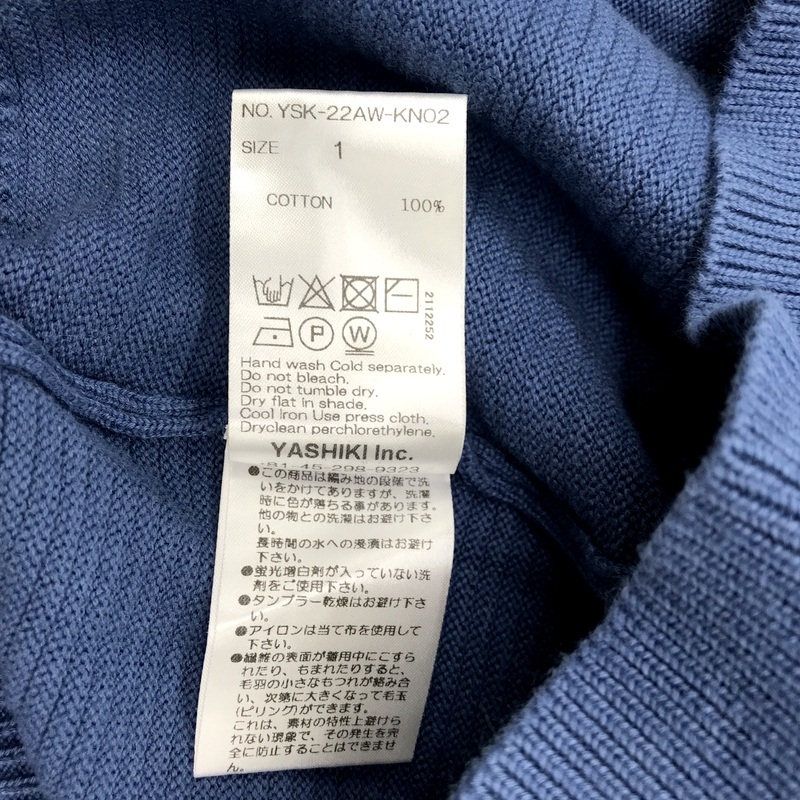 NO. YSK-22AW-KN02
SIZE 1
COTTON 100%
2112252
P W
Hand wash Cold separately.
Do not bleach.
Do not tumble dry.
Dry flat in shade.
Cool Iron Use press cloth.
Dryclean perchlorethylene.
YASHIKI Inc.
81-45-298-9323
●この商品は編み地の段階で洗
いをかけてありますが、洗濯
時に色が落ちる事があります。
他の物との洗濯はお避け下さ
い。
長時間の水への浸漬はお避け
下さい。
●蛍光増白剤が入っていない洗
剤をご使用下さい。
●タンブラー乾燥はお避け下さ
い。
●アイロンは当て布を使用して
下さい。
●繊維の表面が着用中にこすら
れたり、もまれたりすると、
毛羽の小さなもつれが絡み合
い、次第に大きくなって毛玉
(ピリング)ができます。
これは、素材の特性上避けら
れない現象で、その発生を完
全に防止することはできませ
ん。